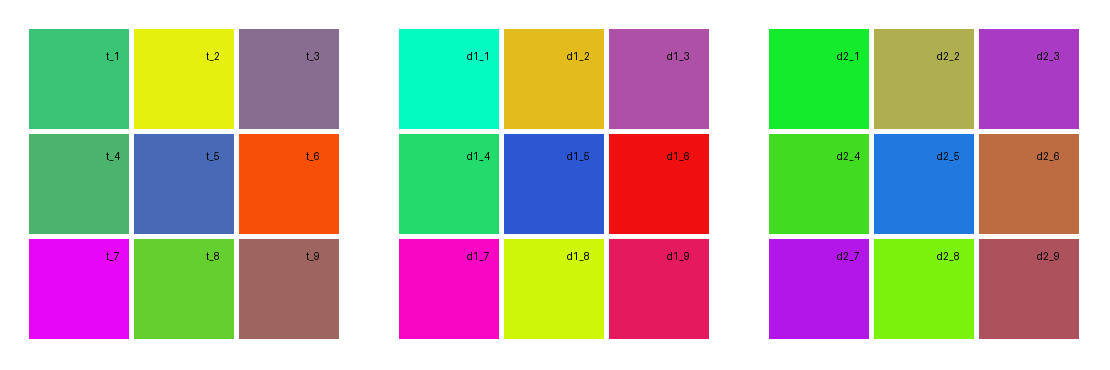 t_1 t_2 t_3 d1_1 d1_2 d1_3 d2_1 d2_2 d2_3
t_4 t_5 t_6 d1_4 d1_5 d1_6 d2_4 d2_5 d2_6
t_7 t_8 t_9 d1_7 d1_8 d1_9 d2_7 d2_8 d2_9